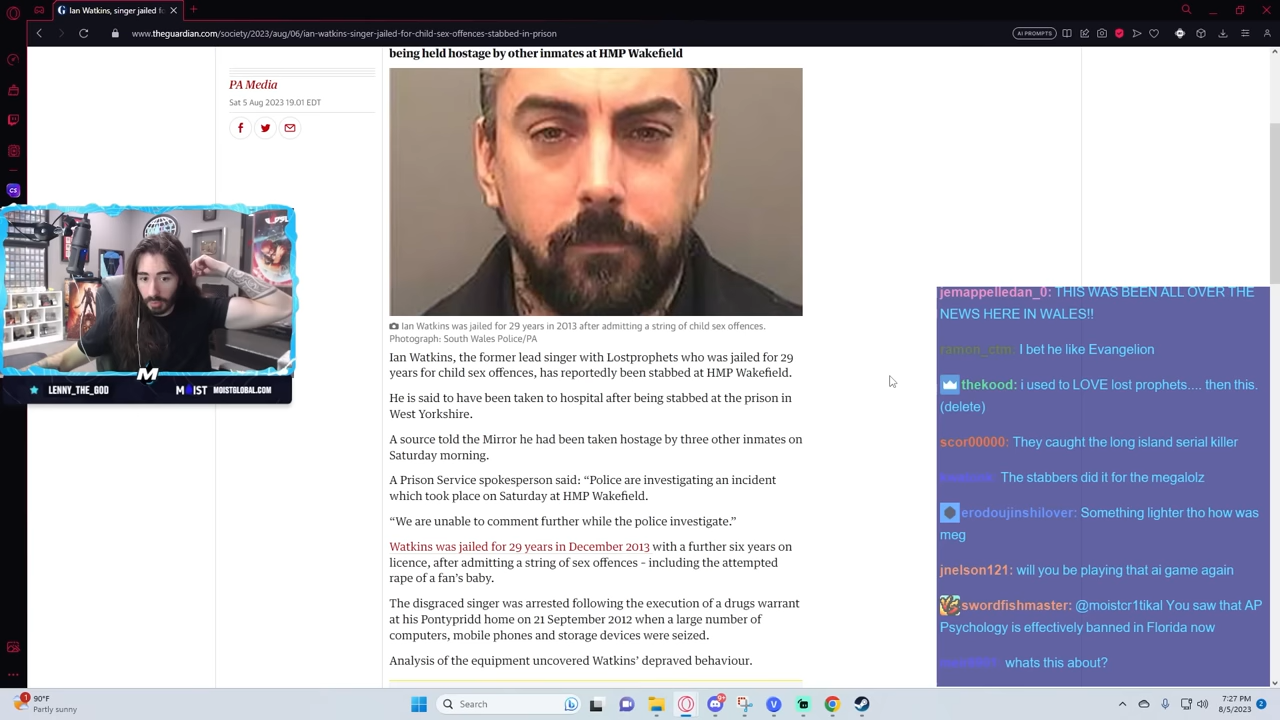 Ian Watkins, singer jailed fo
www.theguardian.com/society/2023/aug/06/ian-watkins-singer-jailed-for-child-sex-offences-stabbed-in-prison
AI PROMPTS
being held hostage by other inmates at HMP Wakefield
PA Media
Sat 5 Aug 2023 19.01 EDT
Ian Watkins was jailed for 29 years in 2013 after admitting a string of child sex offences.
Photograph: South Wales Police/PA
Ian Watkins, the former lead singer with Lostprophets who was jailed for 29
years for child sex offences, has reportedly been stabbed at HMP Wakefield.
He is said to have been taken to hospital after being stabbed at the prison in
West Yorkshire.
A source told the Mirror he had been taken hostage by three other inmates on
Saturday morning.
A Prison Service spokesperson said: “Police are investigating an incident
which took place on Saturday at HMP Wakefield.
“We are unable to comment further while the police investigate.”
Watkins was jailed for 29 years in December 2013 with a further six years on
licence, after admitting a string of sex offences – including the attempted
rape of a fan’s baby.
The disgraced singer was arrested following the execution of a drugs warrant
at his Pontypridd home on 21 September 2012 when a large number of
computers, mobile phones and storage devices were seized.
Analysis of the equipment uncovered Watkins’ depraved behaviour.
LENNY_THE_GOD
M
MOIST MOISTGLOBAL.COM
jemappelledan_0: THIS WAS BEEN ALL OVER THE
NEWS HERE IN WALES!!
ramon_ctm: I bet he like Evangelion
thekood: i used to LOVE lost prophets.... then this.
(delete)
scor00000: They caught the long island serial killer
The stabbers did it for the megalolz
erodoujinshilover: Something lighter tho how was
meg
jnelson121: will you be playing that ai game again
swordfishmaster: @moistcr1tikal You saw that AP
Psychology is effectively banned in Florida now
whats this about?
90°F
Partly sunny
Search
7:27 PM
8/5/2023